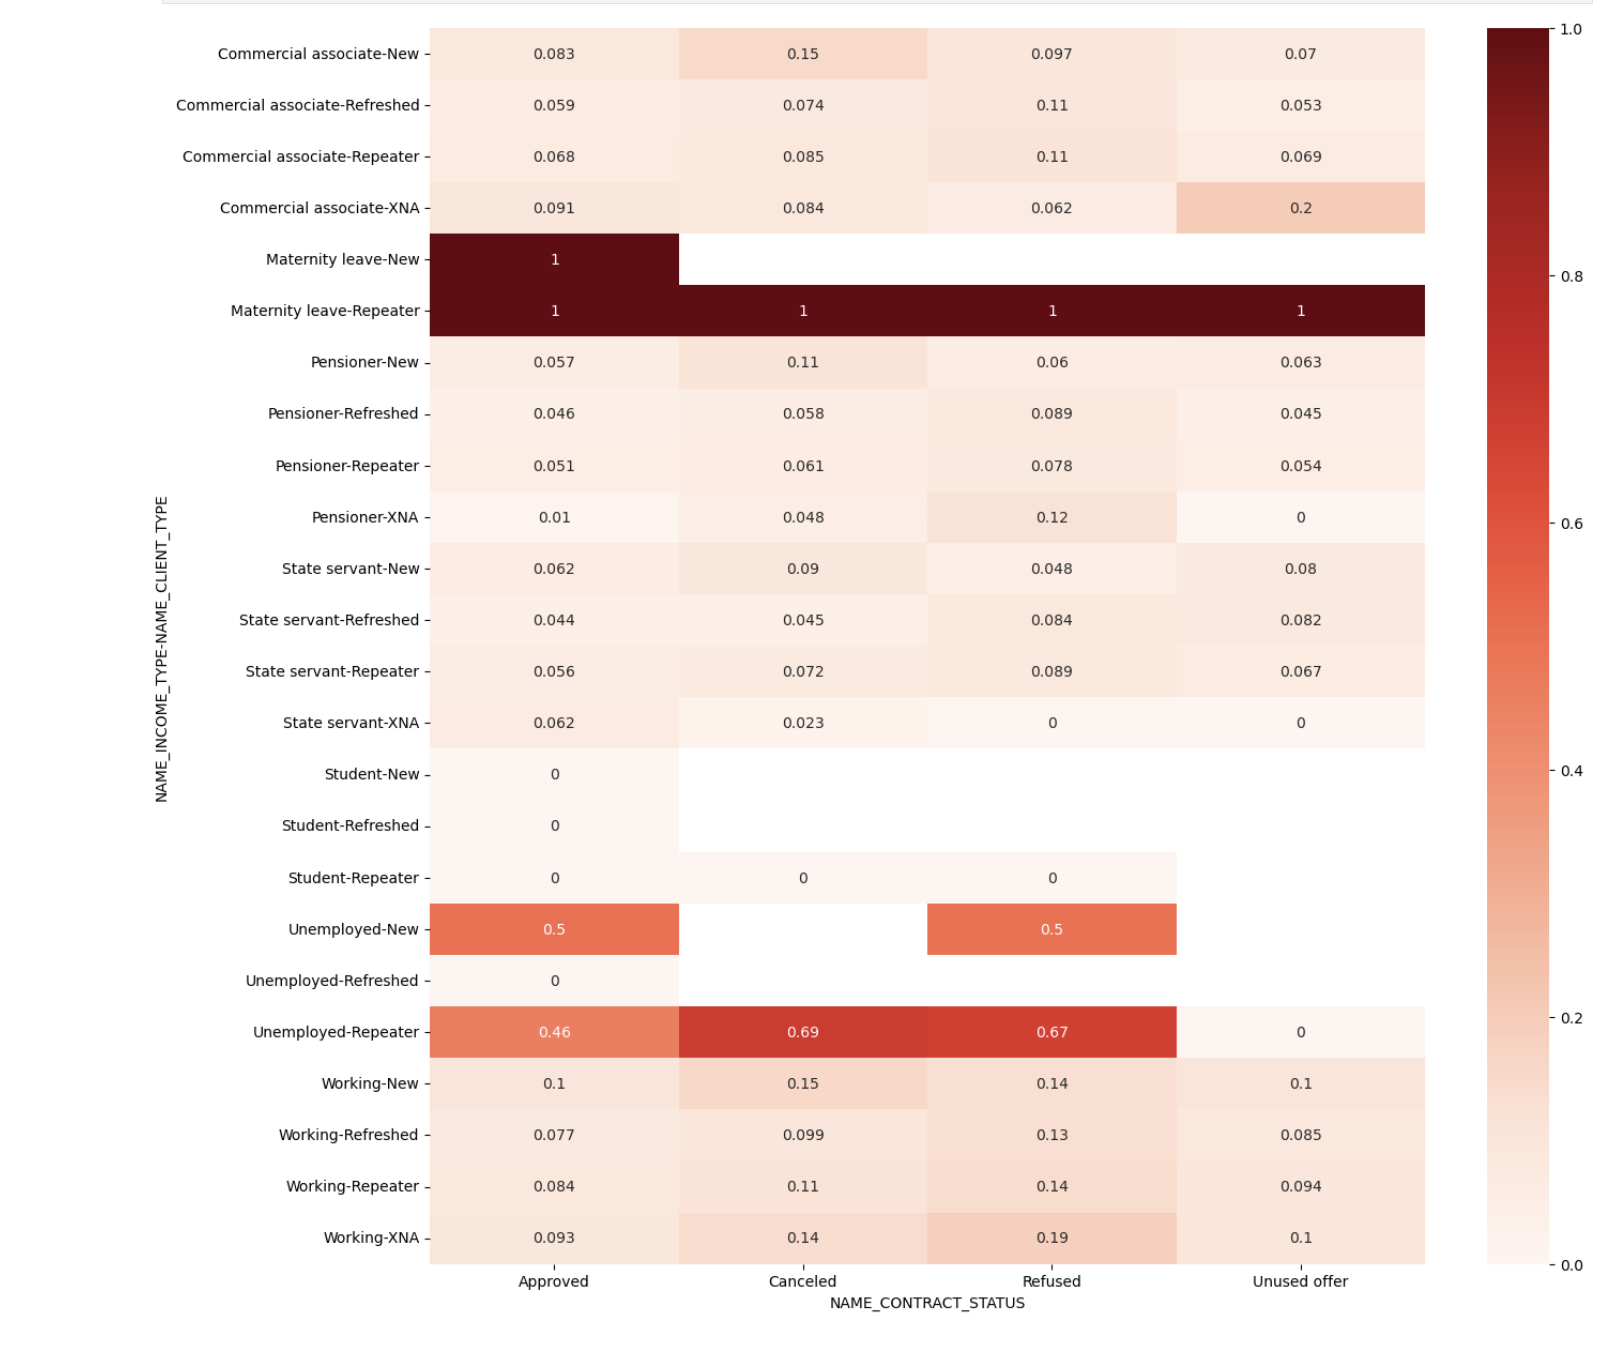 Commercial associate-New 0.083 0.15 0.097 0.07
Commercial associate-Refreshed 0.059 0.074 0.11 0.053
Commercial associate-Repeater 0.068 0.085 0.11 0.069
Commercial associate-XNA 0.091 0.084 0.062 0.2
Maternity leave-New 1
Maternity leave-Repeater 1 1 1 1
Pensioner-New 0.057 0.11 0.06 0.063
Pensioner-Refreshed 0.046 0.058 0.089 0.045
Pensioner-Repeater 0.051 0.061 0.078 0.054
Pensioner-XNA 0.01 0.048 0.12 0
State servant-New 0.062 0.09 0.048 0.08
State servant-Refreshed 0.044 0.045 0.084 0.082
State servant-Repeater 0.056 0.072 0.089 0.067
State servant-XNA 0.062 0.023 0 0
Student-New 0
Student-Refreshed 0
Student-Repeater 0 0 0
Unemployed-New 0.5 0.5
Unemployed-Refreshed 0
Unemployed-Repeater 0.46 0.69 0.67 0
Working-New 0.1 0.15 0.14 0.1
Working-Refreshed 0.077 0.099 0.13 0.085
Working-Repeater 0.084 0.11 0.14 0.094
Working-XNA 0.093 0.14 0.19 0.1
Approved Canceled Refused Unused offer
NAME_CONTRACT_STATUS
NAME_INCOME_TYPE-NAME_CLIENT_TYPE
1.0
0.8
0.6
0.4
0.2
0.0